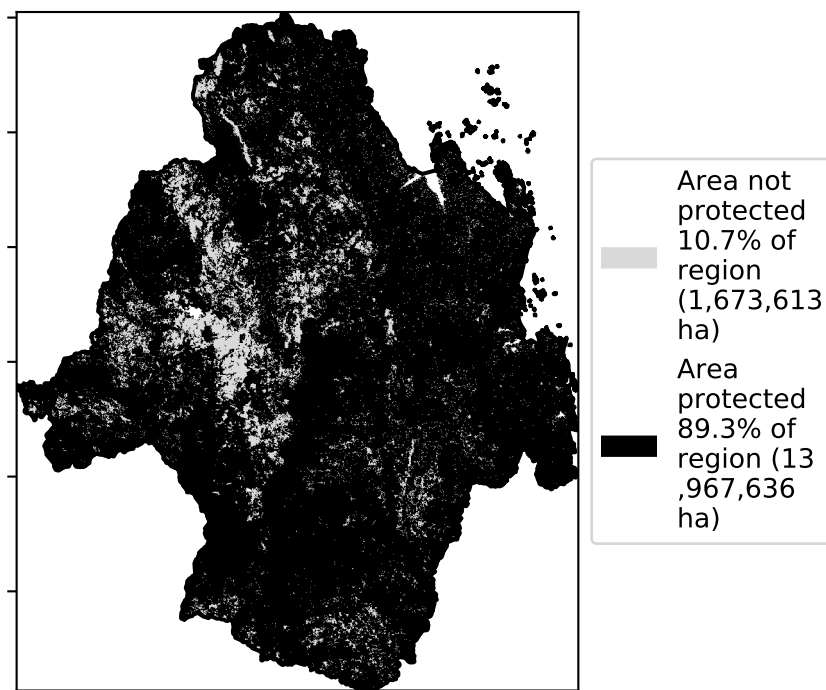 Area not
protected
10.7% of
region
(1,673,613
ha)
Area
protected
89.3% of
region (13
,967,636
ha)